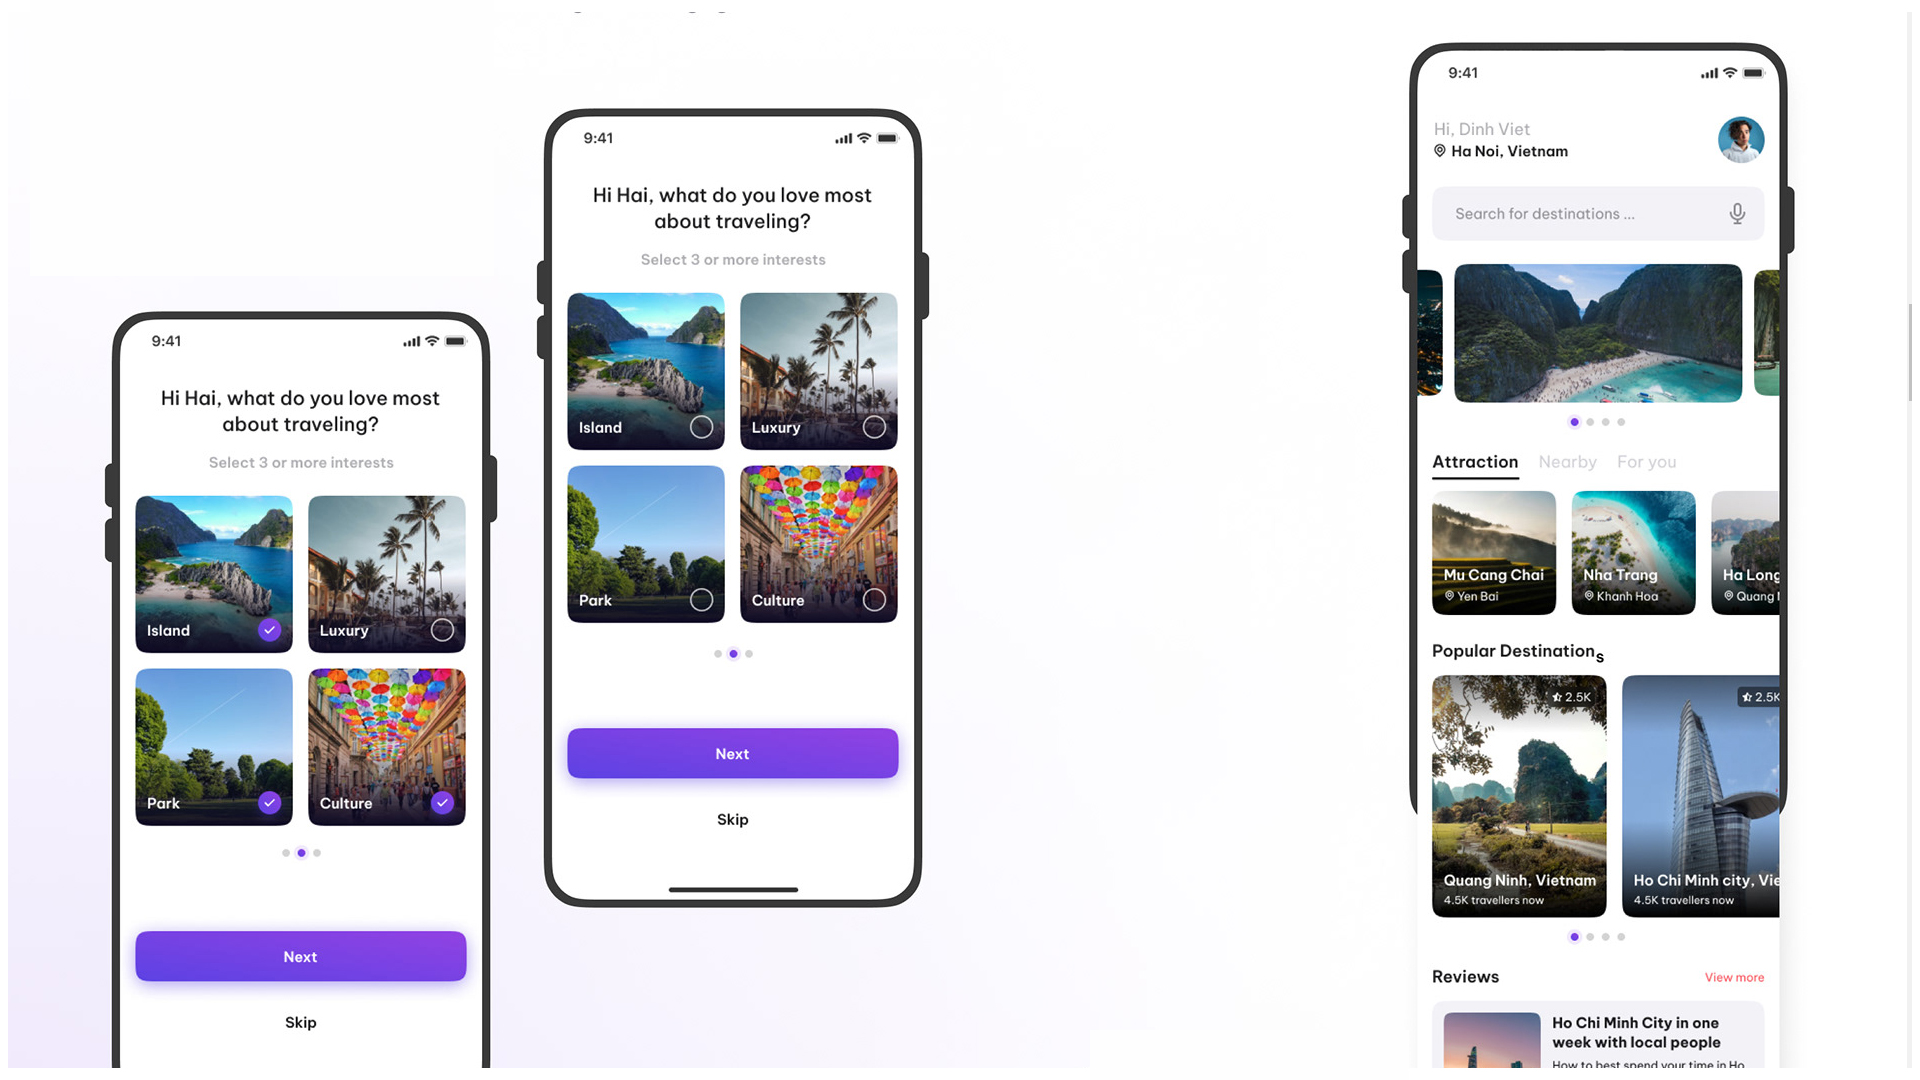 9:41
Hi Hai, what do you love most
about traveling?
Select 3 or more interests
Island
Luxury
Park
Culture
Next
Skip
9:41
Hi Hai, what do you love most
about traveling?
Select 3 or more interests
Island
Luxury
Park
Culture
Next
Skip
9:41
Hi, Dinh Viet
Ha Noi, Vietnam
Search for destinations ...
Attraction Nearby For you
Mu Cang Chai
Yen Bai
Nha Trang
Khanh Hoa
Ha Long
Quang
Popular Destinations
2.5K
Quang Ninh, Vietnam
4.5K travellers now
2.5K
Ho Chi Minh city, Vie
4.5K travellers now
Reviews View more
Ho Chi Minh City in one
week with local people
How to best spend your time in Ho